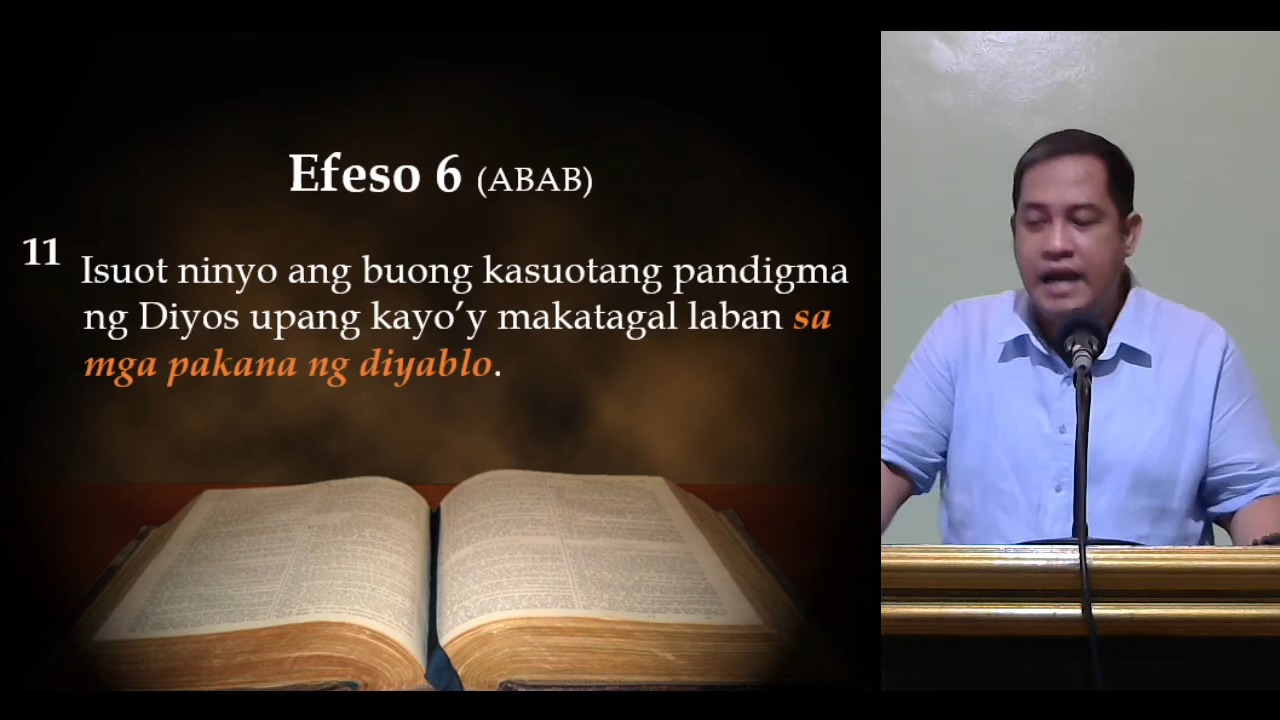 Efeso 6 (ABAB)
11 Isuot ninyo ang buong kasuotang pandigma
ng Diyos upang kayo’y makatagal laban sa
mga pakana ng diyablo.